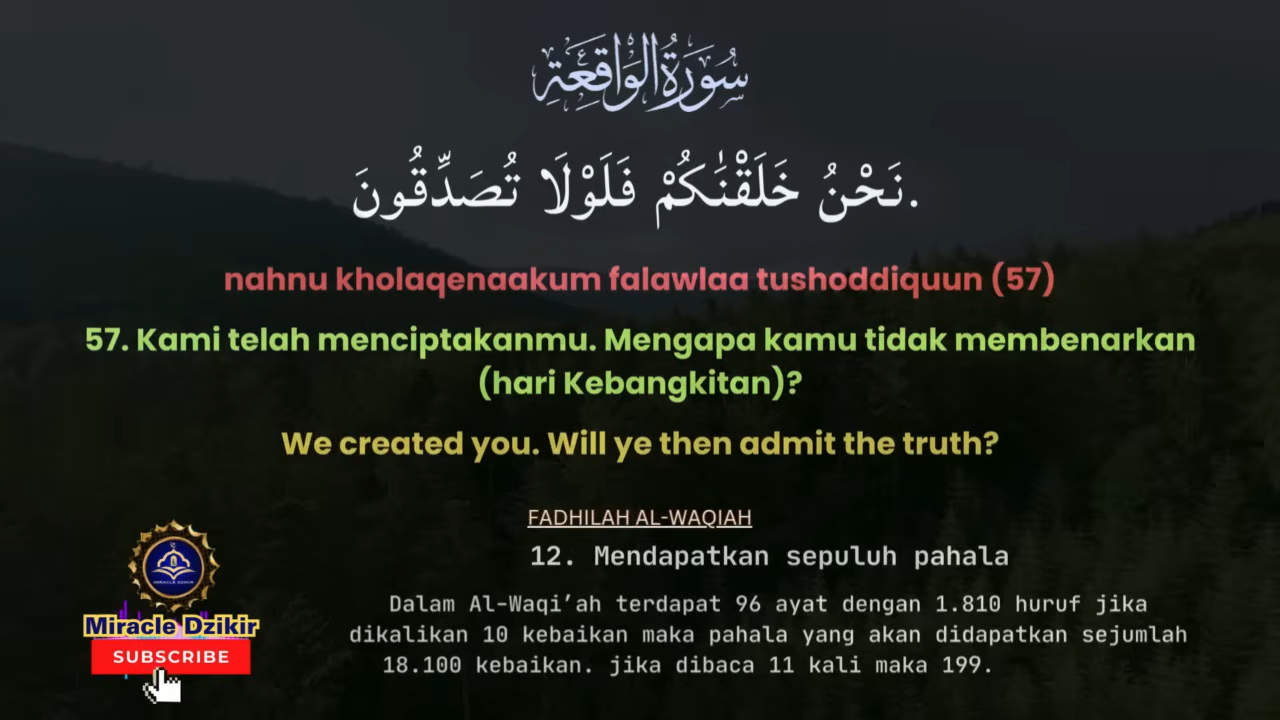 سُورَةُ الوَاقِعَةِ
نَحْنُ خَلَقْنَٰكُمْ فَلَوْلَا تُصَدِّقُونَ.
nahnu kholaqenaakum falawlaa tushoddiquun (57)
57. Kami telah menciptakanmu. Mengapa kamu tidak membenarkan
(hari Kebangkitan)?
We created you. Will ye then admit the truth?
FADHILAH AL-WAQIAH
12. Mendapatkan sepuluh pahala
Dalam Al-Waqi’ah terdapat 96 ayat dengan 1.810 huruf jika
dikalikan 10 kebaikan maka pahala yang akan didapatkan sejumlah
18.100 kebaikan. jika dibaca 11 kali maka 199.
MIRACLE DZIKIR
Miracle Dzikir
SUBSCRIBE